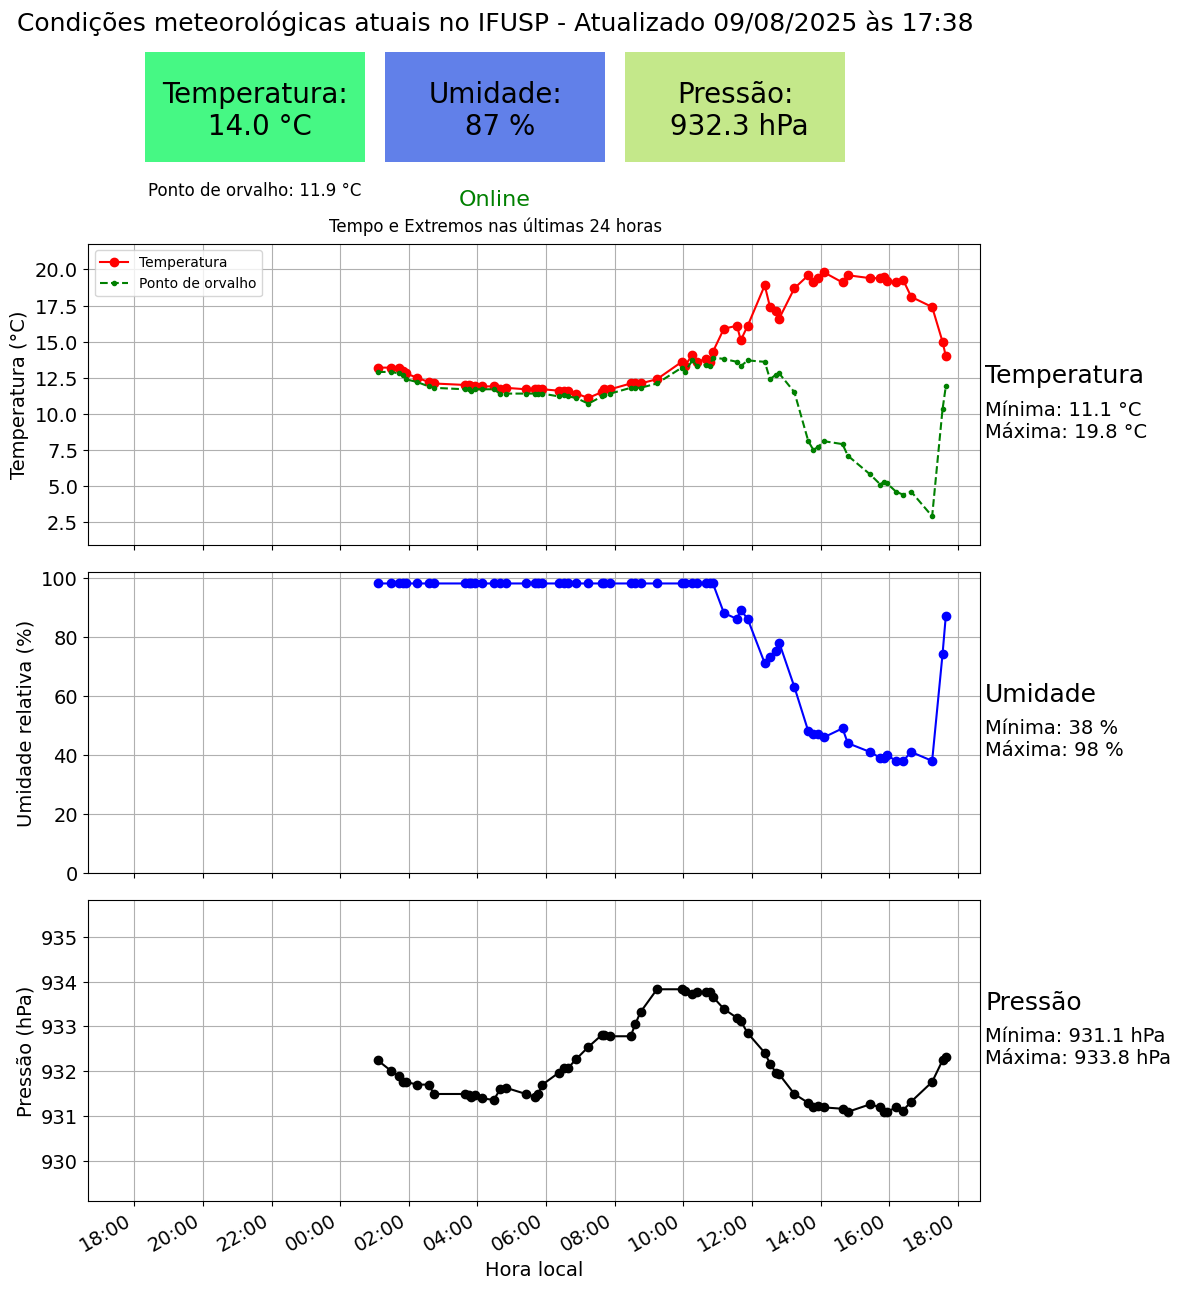 Condições meteorológicas atuais no IFUSP - Atualizado 09/08/2025 às 17:38
Temperatura:
14.0 °C
Umidade:
87 %
Pressão:
932.3 hPa
Ponto de orvalho: 11.9 °C
Online
Tempo e Extremos nas últimas 24 horas
Temperatura
Ponto de orvalho
Temperatura (°C)
20.0
17.5
15.0
12.5
10.0
7.5
5.0
2.5
Temperatura
Mínima: 11.1 °C
Máxima: 19.8 °C
Umidade relativa (%)
100
80
60
40
20
0
Umidade
Mínima: 38 %
Máxima: 98 %
Pressão (hPa)
935
934
933
932
931
930
Pressão
Mínima: 931.1 hPa
Máxima: 933.8 hPa
18:00
20:00
22:00
00:00
02:00
04:00
06:00
08:00
10:00
12:00
14:00
16:00
18:00
Hora local